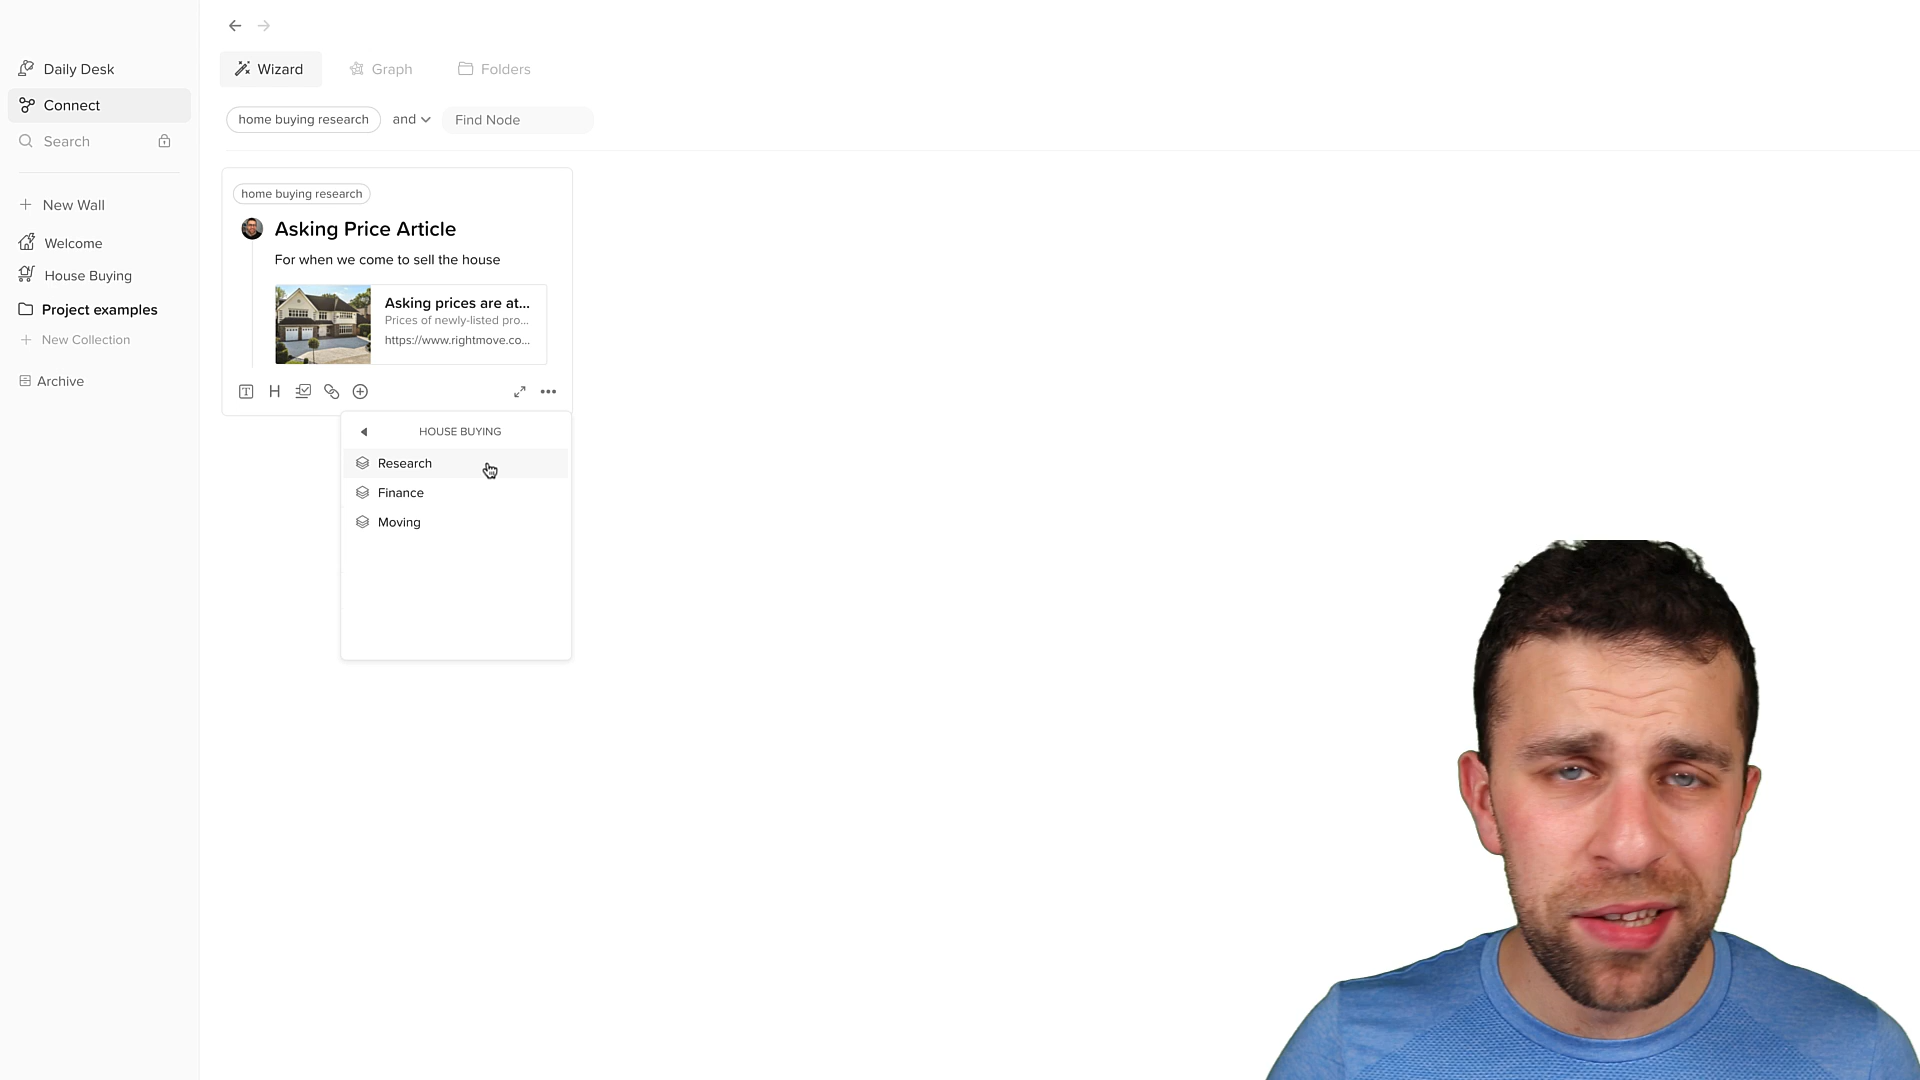 Daily Desk
Connect
Search
New Wall
Welcome
House Buying
Project examples
New Collection
Archive
Wizard
Graph
Folders
home buying research
and
Find Node
home buying research
Asking Price Article
For when we come to sell the house
Asking prices are at...
Prices of newly-listed pro...
https://www.rightmove.co...
H
HOUSE BUYING
Research
Finance
Moving